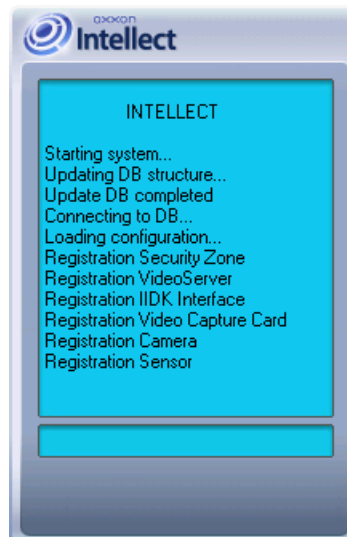 axxon
Intellect
INTELLECT
Starting system...
Updating DB structure...
Update DB completed
Connecting to DB...
Loading configuration...
Registration Security Zone
Registration VideoServer
Registration IIDK Interface
Registration Video Capture Card
Registration Camera
Registration Sensor